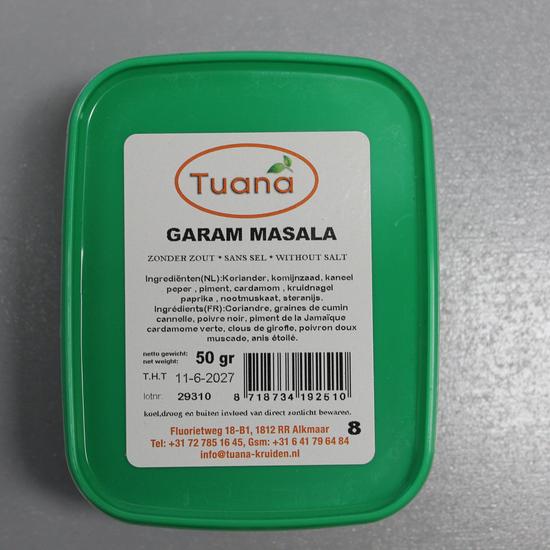 Tuana
GARAM MASALA
ZONDER ZOUT • SANS SEL • WITHOUT SALT
Ingrediënten(NL):Koriander, komijnzaad, kaneel
peper , piment, cardamom , kruidnagel
paprika , nootmuskaat, steranijs.
Ingrédients(FR):Coriandre, graines de cumin
cannelle, poivre noir, piment de la Jamaïque
cardamome verte, clous de girofle, poivron doux
muscade, anis étoilé.
netto gewicht:
net weight:
50 gr
T.H.T 11-6-2027
lotnr. 29310
8 718734 192510
koel,droog en buiten invloed van direct zonlicht bewaren.
Fluorietweg 18-B1, 1812 RR Alkmaar
8
Tel: +31 72 785 16 45, Gsm: +31 6 41 79 64 84
info@tuana-kruiden.nl